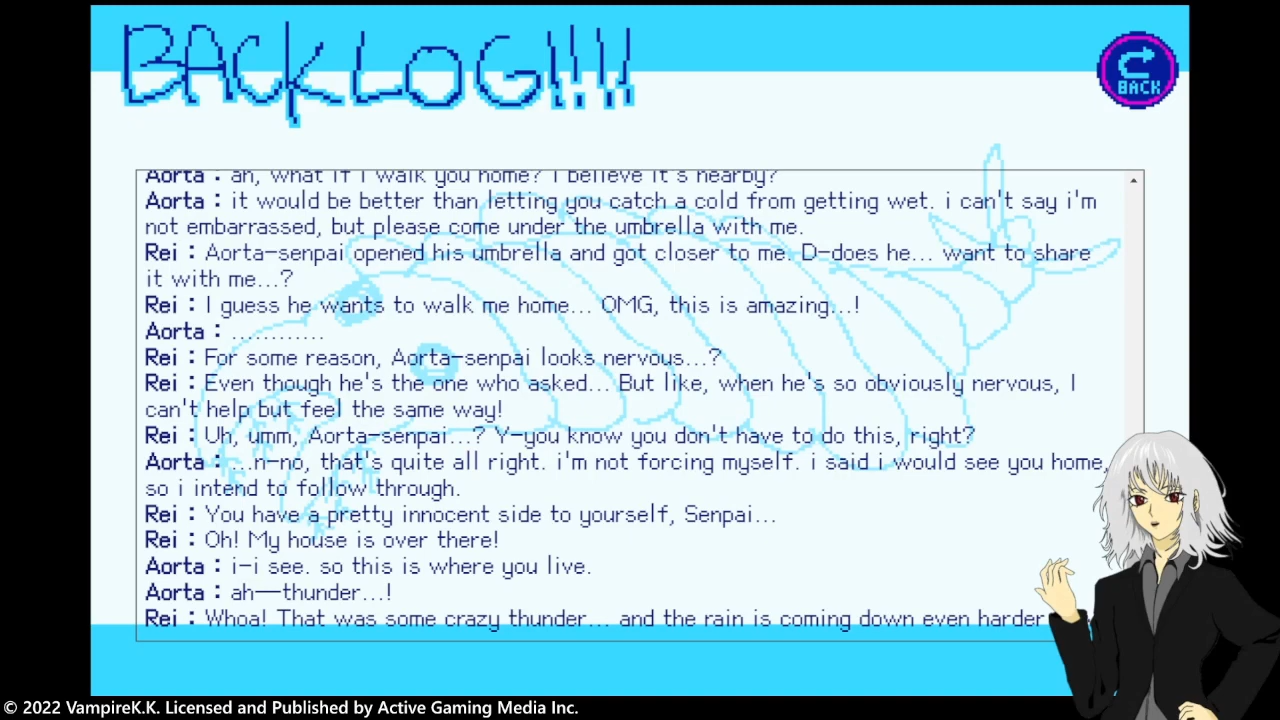 BACKLOG!!!!
BACK
Aorta : ah, what if i walk you home? i believe it's nearby?
Aorta : it would be better than letting you catch a cold from getting wet. i can't say i'm
not embarrassed, but please come under the umbrella with me.
Rei : Aorta-senpai opened his umbrella and got closer to me. D-does he... want to share
it with me...?
Rei : I guess he wants to walk me home... OMG, this is amazing...!
Aorta : ............
Rei : For some reason, Aorta-senpai looks nervous...?
Rei : Even though he's the one who asked... But like, when he's so obviously nervous, I
can't help but feel the same way!
Rei : Uh, umm, Aorta-senpai...? Y-you know you don't have to do this, right?
Aorta : ...n-no, that's quite all right. i'm not forcing myself. i said i would see you home,
so i intend to follow through.
Rei : You have a pretty innocent side to yourself, Senpai...
Rei : Oh! My house is over there!
Aorta : i-i see. so this is where you live.
Aorta : ah—thunder...!
Rei : Whoa! That was some crazy thunder... and the rain is coming down even harder
© 2022 VampireK.K. Licensed and Published by Active Gaming Media Inc.